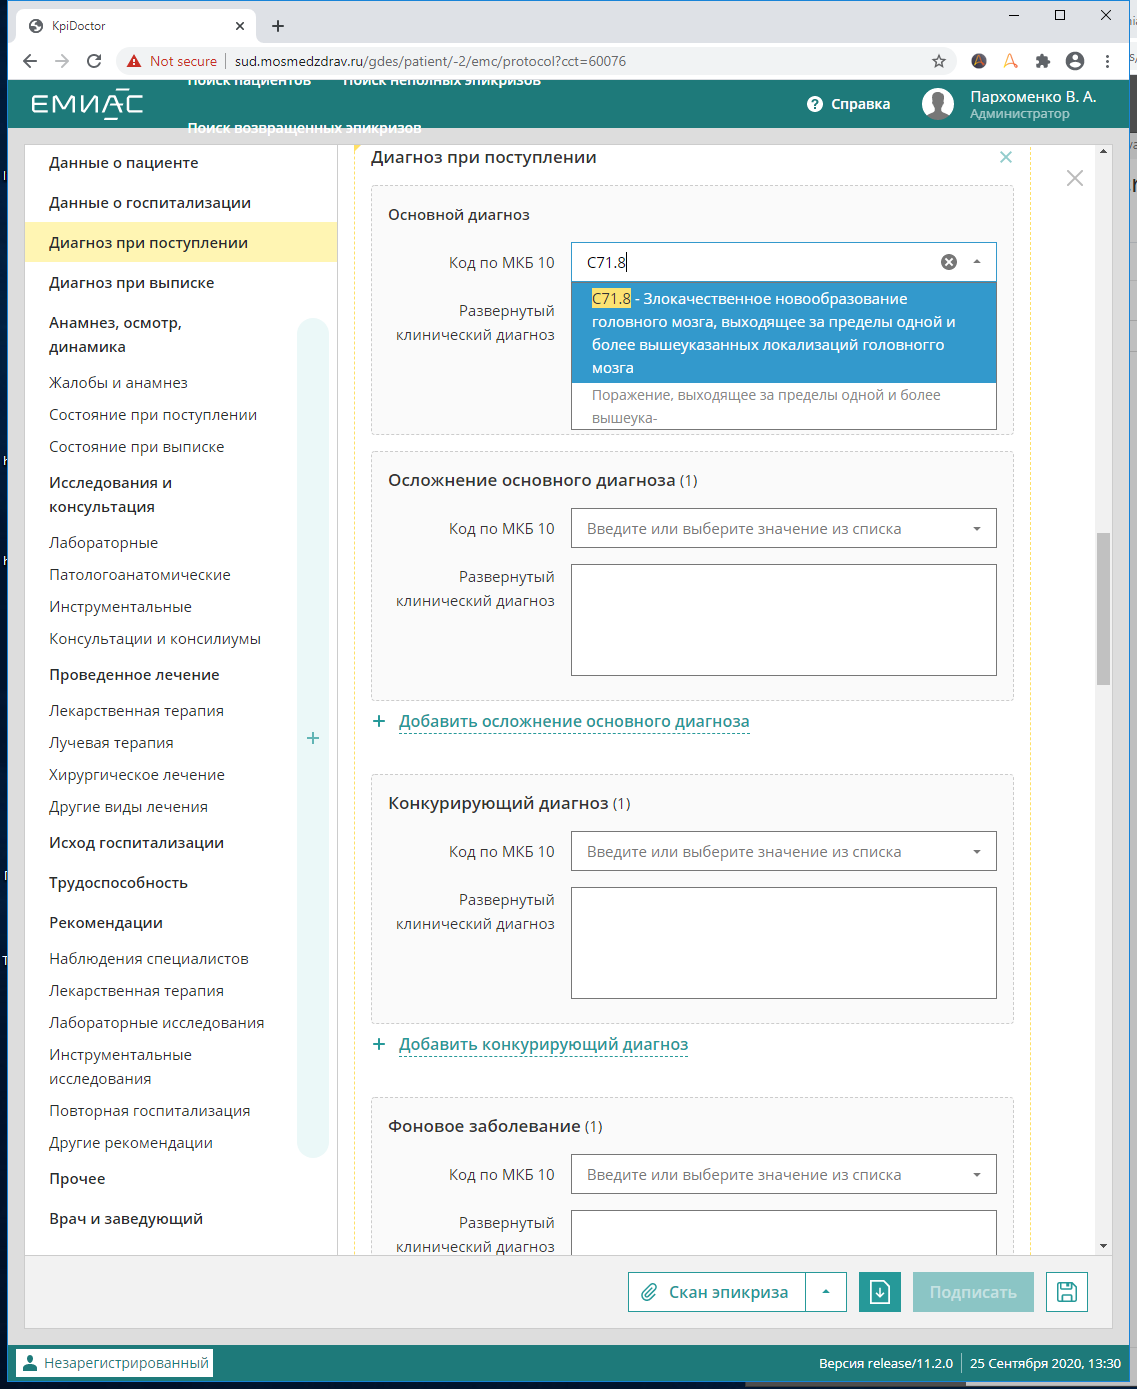 KpiDoctor
Not secure
sud.mosmedzdrav.ru/gdes/patient/-2/emc/protocol?cct=60076
Поиск пациентов
Поиск неполных эпикризов
ЕМИАС
Справка
Пархоменко В. А.
Администратор
Поиск возвращенных эпикризов
Данные о пациенте
Данные о госпитализации
Диагноз при поступлении
Диагноз при выписке
Анамнез, осмотр,
динамика
Жалобы и анамнез
Состояние при поступлении
Состояние при выписке
Исследования и
консультация
Лабораторные
Патологоанатомические
Инструментальные
Консультации и консилиумы
Проведенное лечение
Лекарственная терапия
Лучевая терапия
Хирургическое лечение
Другие виды лечения
Исход госпитализации
Трудоспособность
Рекомендации
Наблюдения специалистов
Лекарственная терапия
Лабораторные исследования
Инструментальные
исследования
Повторная госпитализация
Другие рекомендации
Прочее
Врач и заведующий
Диагноз при поступлении
Основной диагноз
Код по МКБ 10
C71.8
Развернутый
клинический диагноз
C71.8 - Злокачественное новообразование
головного мозга, выходящее за пределы одной и
более вышеуказанных локализаций головногго
мозга
Поражение, выходящее за пределы одной и более
вышеука-
Осложнение основного диагноза (1)
Код по МКБ 10
Введите или выберите значение из списка
Развернутый
клинический диагноз
+ Добавить осложнение основного диагноза
Конкурирующий диагноз (1)
Код по МКБ 10
Введите или выберите значение из списка
Развернутый
клинический диагноз
+ Добавить конкурирующий диагноз
Фоновое заболевание (1)
Код по МКБ 10
Введите или выберите значение из списка
Развернутый
клинический диагноз
Скан эпикриза
Подписать
Незарегистрированный
Версия release/11.2.0
25 Сентября 2020, 13:30